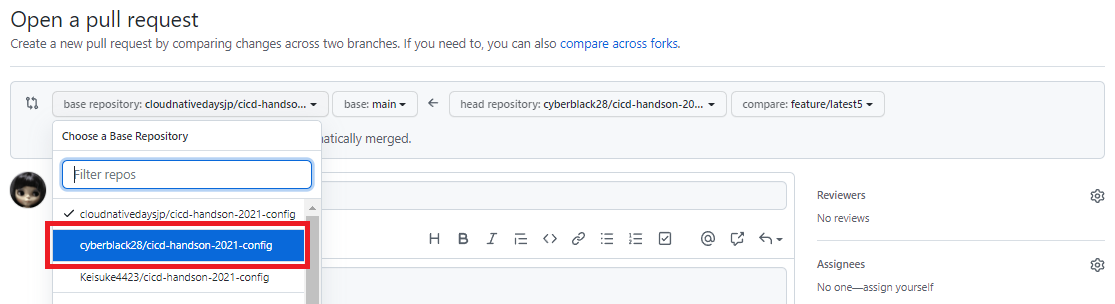 Open a pull request
Create a new pull request by comparing changes across two branches. If you need to, you can also compare across forks.
base repository: cloudnativedaysjp/cicd-handso... base: main head repository: cyberblack28/cicd-handson-20... compare: feature/latest5
Choose a Base Repository
matically merged.
Filter repos
cloudnativedaysjp/cicd-handson-2021-config
cyberblack28/cicd-handson-2021-config
Keisuke4423/cicd-handson-2021-config
H B I
Reviewers
No reviews
Assignees
No one—assign yourself